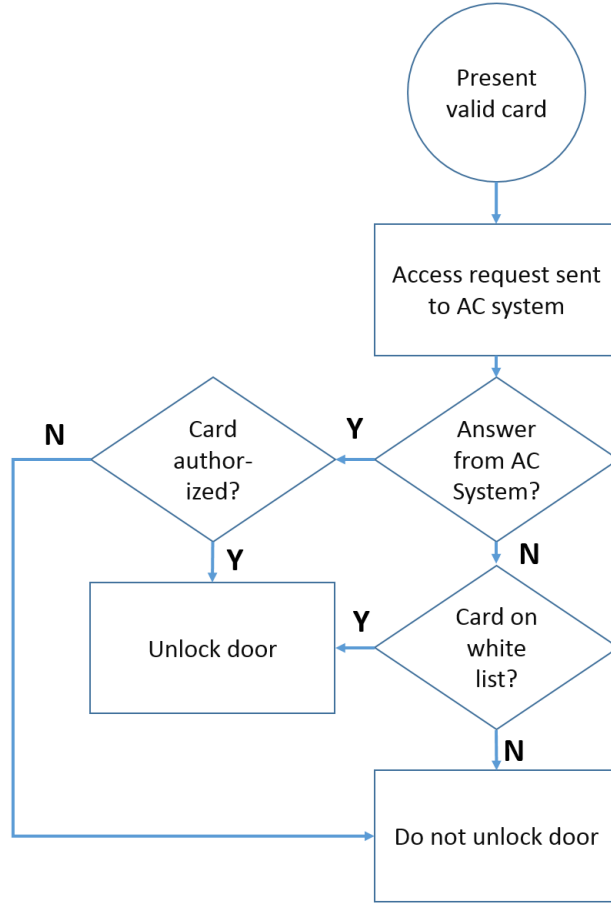 Present
valid card
Access request sent
to AC system
N
Card
author-
ized?
Y
Answer
from AC
System?
Y
N
Unlock door
Y
Card on
white
list?
N
Do not unlock door